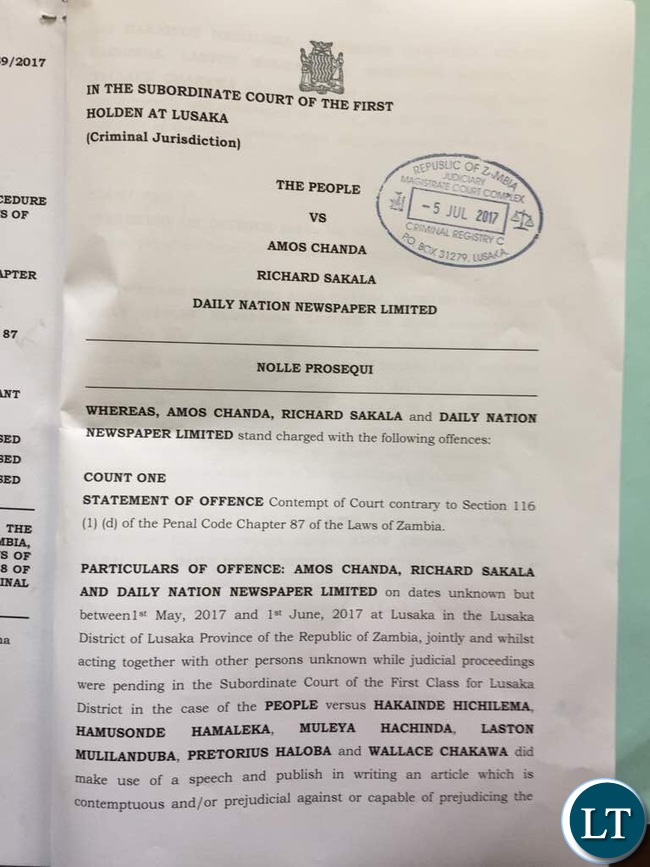 9/2017
CEDURE
S OF
APTER
87
ANT
SED
SED
SED
THE
MBIA,
S OF
S OF
INAL
na
IN THE SUBORDINATE COURT OF THE FIRST
HOLDEN AT LUSAKA
(Criminal Jurisdiction)
THE PEOPLE
VS
AMOS CHANDA
RICHARD SAKALA
DAILY NATION NEWSPAPER LIMITED
REPUBLIC OF ZAMBIA
JUDICIARY
MAGISTRATE COURT COMPLEX
- 5 JUL 2017
CRIMINAL REGISTRY C
P.O. BOX 31279, LUSAKA
NOLLE PROSEQUI
WHEREAS, AMOS CHANDA, RICHARD SAKALA and DAILY NATION
NEWSPAPER LIMITED stand charged with the following offences:
COUNT ONE
STATEMENT OF OFFENCE Contempt of Court contrary to Section 116
(1) (d) of the Penal Code Chapter 87 of the Laws of Zambia.
PARTICULARS OF OFFENCE: AMOS CHANDA, RICHARD SAKALA
AND DAILY NATION NEWSPAPER LIMITED on dates unknown but
between1st May, 2017 and 1st June, 2017 at Lusaka in the Lusaka
District of Lusaka Province of the Republic of Zambia, jointly and whilst
acting together with other persons unknown while judicial proceedings
were pending in the Subordinate Court of the First Class for Lusaka
District in the case of the PEOPLE versus HAKAINDE HICHILEMA,
HAMUSONDE HAMALEKA, MULEYA HACHINDA, LASTON
MULILANDUBA, PRETORIUS HALOBA and WALLACE CHAKAWA did
make use of a speech and publish in writing an article which is
contemptuous and/or prejudicial against or capable of prejudicing the
LT